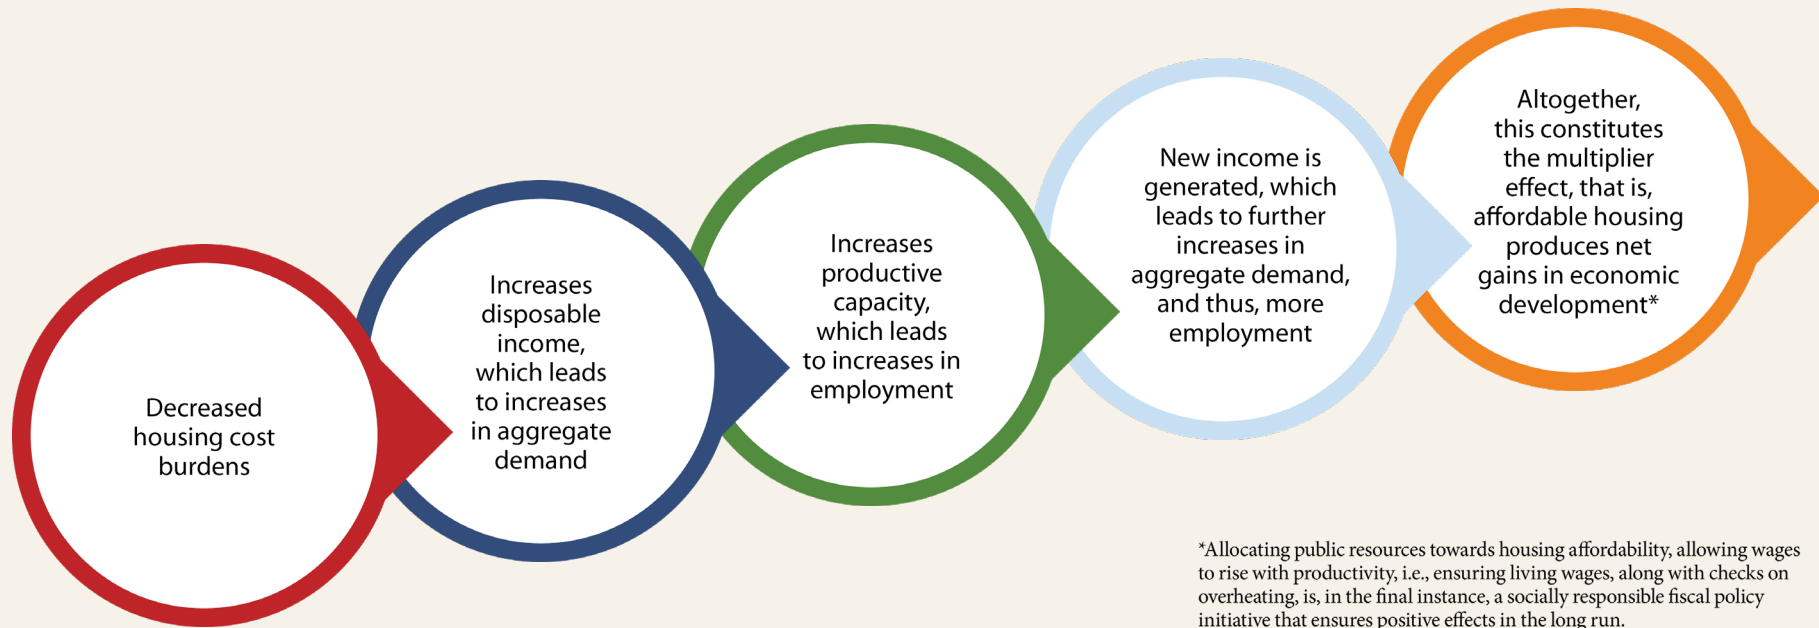 Decreased
housing cost
burdens
Increases
disposable
income,
which leads
to increases
in aggregate
demand
Increases
productive
capacity,
which leads
to increases in
employment
New income is
generated, which
leads to further
increases in
aggregate demand,
and thus, more
employment
Altogether,
this constitutes
the multiplier
effect, that is,
affordable housing
produces net
gains in economic
development*
*Allocating public resources towards housing affordability, allowing wages
to rise with productivity, i.e., ensuring living wages, along with checks on
overheating, is, in the final instance, a socially responsible fiscal policy
initiative that ensures positive effects in the long run.